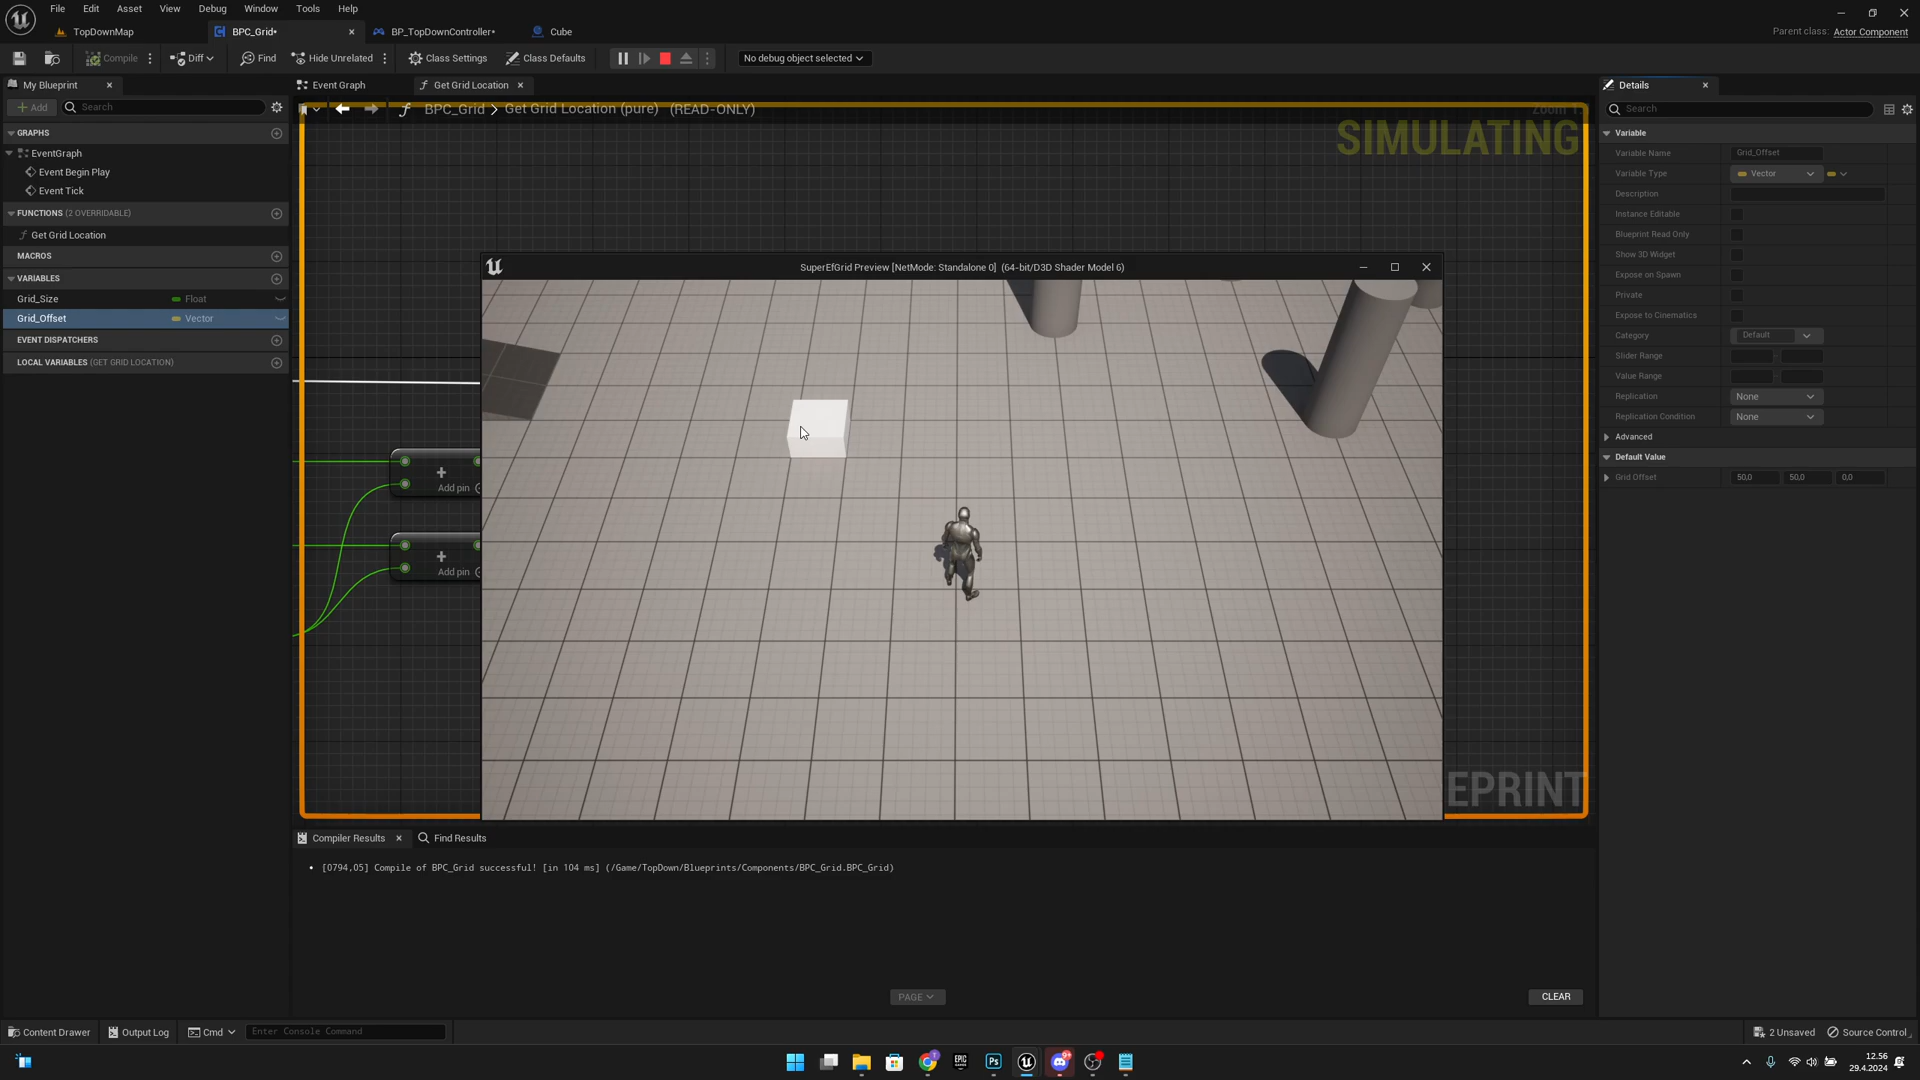 File Edit Asset View Debug Window Tools Help
TopDownMap BPC_Grid• BP_TopDownController• Cube
Parent class: Actor Component
Compile Diff Find Hide Unrelated Class Settings Class Defaults No debug object selected
My Blueprint
Event Graph Get Grid Location
Details
Add Search
BPC_Grid > Get Grid Location (pure) (READ-ONLY)
Search
SIMULATING
GRAPHS
EventGraph
Event Begin Play
Event Tick
FUNCTIONS (2 OVERRIDABLE)
Get Grid Location
MACROS
VARIABLES
Grid_Size Float
Grid_Offset Vector
EVENT DISPATCHERS
LOCAL VARIABLES (GET GRID LOCATION)
Add pin
Add pin
SuperEfGrid Preview [NetMode: Standalone 0] (64-bit/D3D Shader Model 6)
EPRINT
Variable
Variable Name Grid_Offset
Variable Type Vector
Description
Instance Editable
Blueprint Read Only
Show 3D Widget
Expose on Spawn
Private
Expose to Cinematics
Category Default
Slider Range
Value Range
Replication None
Replication Condition None
Advanced
Default Value
Grid Offset 50,0 50,0 0,0
Compiler Results Find Results
• [0794,05] Compile of BPC_Grid successful! [in 104 ms] (/Game/TopDown/Blueprints/Components/BPC_Grid.BPC_Grid)
PAGE
CLEAR
Content Drawer Output Log Cmd Enter Console Command
2 Unsaved Source Control
Ps
12.56
29.4.2024